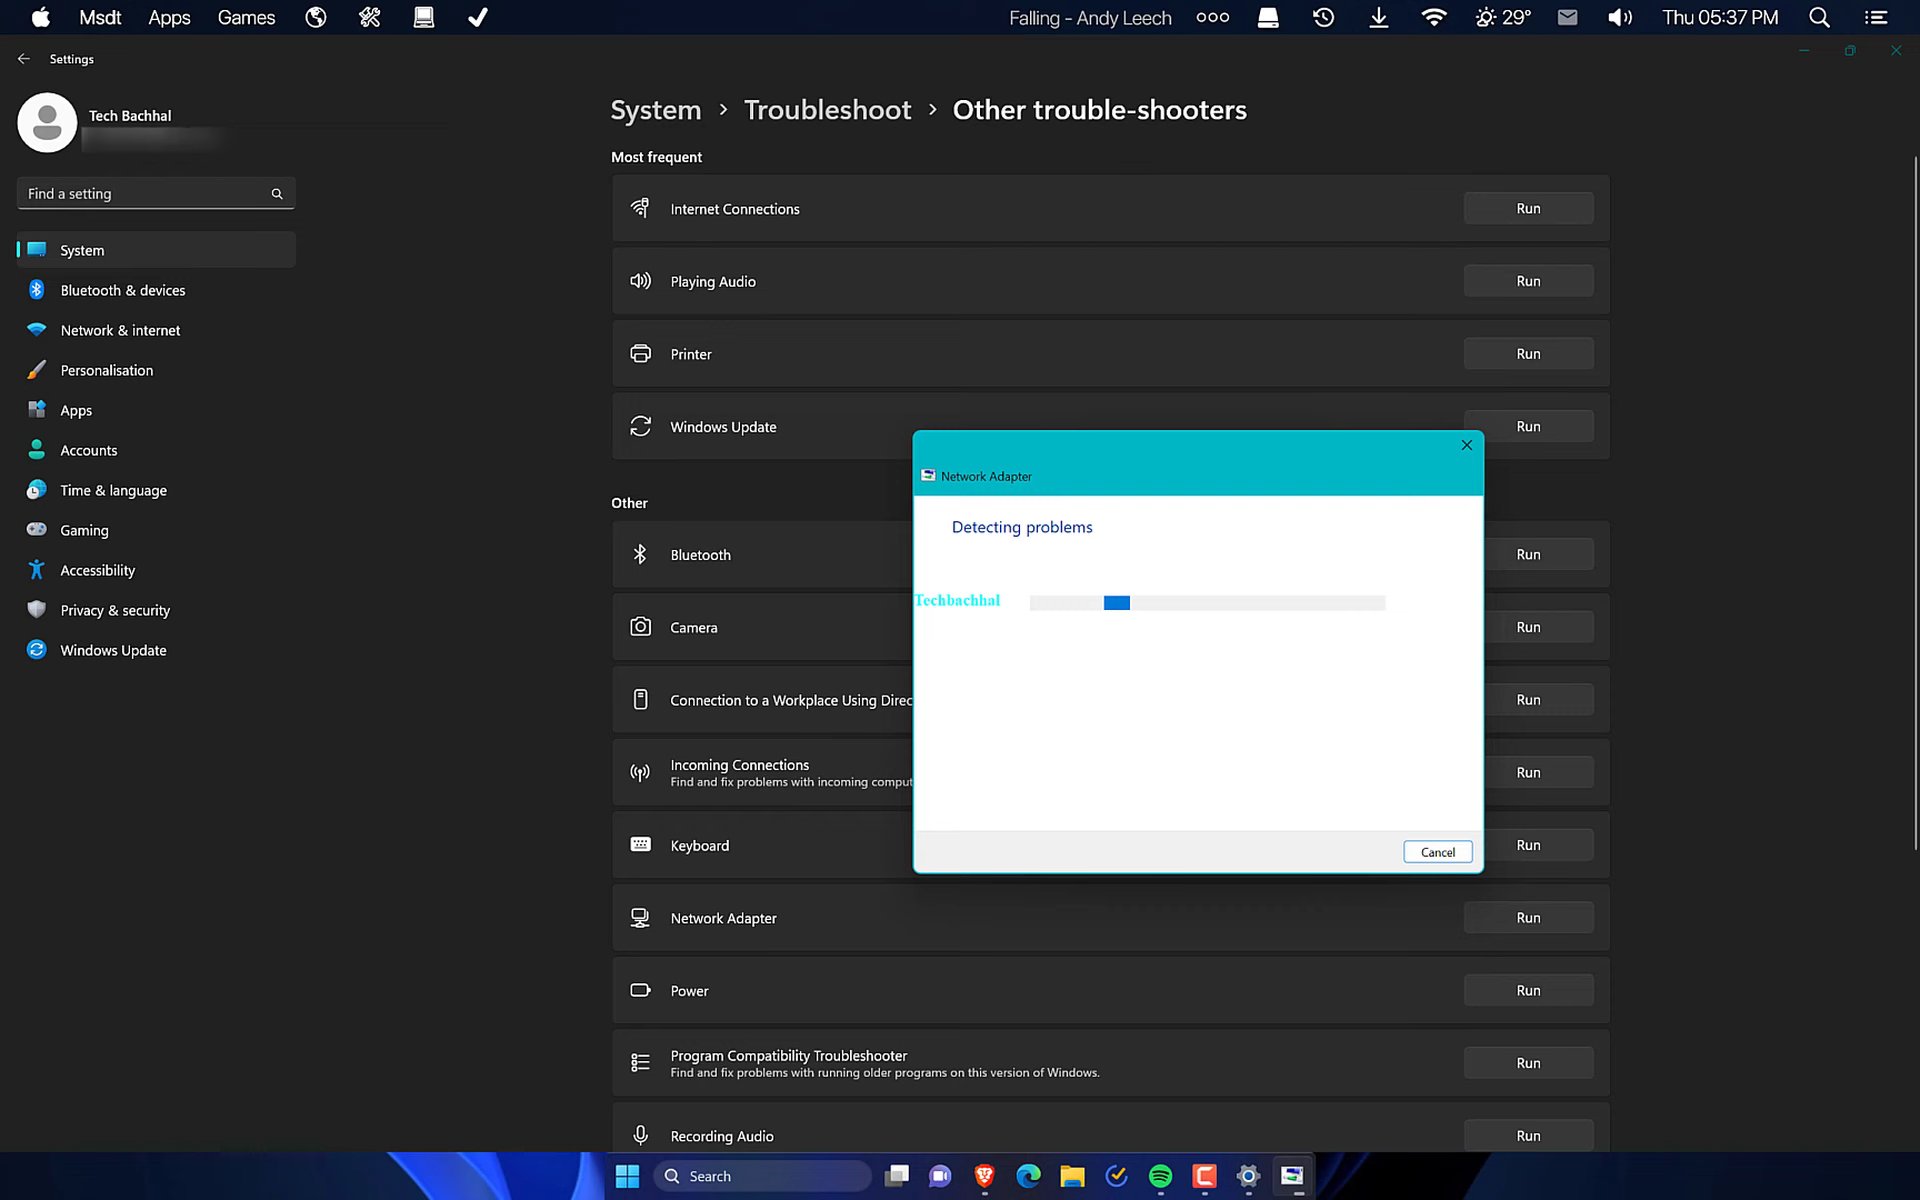 Msdt Apps Games Falling - Andy Leech 29° Thu 05:37 PM
Settings
Tech Bachhal
Find a setting
System
Bluetooth & devices
Network & internet
Personalisation
Apps
Accounts
Time & language
Gaming
Accessibility
Privacy & security
Windows Update
System > Troubleshoot > Other trouble-shooters
Most frequent
Internet Connections Run
Playing Audio Run
Printer Run
Windows Update Run
Other
Bluetooth Run
Camera Run
Connection to a Workplace Using Direc Run
Incoming Connections Run
Find and fix problems with incoming comput
Keyboard Run
Network Adapter Run
Power Run
Program Compatibility Troubleshooter Run
Find and fix problems with running older programs on this version of Windows.
Recording Audio Run
Network Adapter
Detecting problems
Techbachhal
Cancel
Search